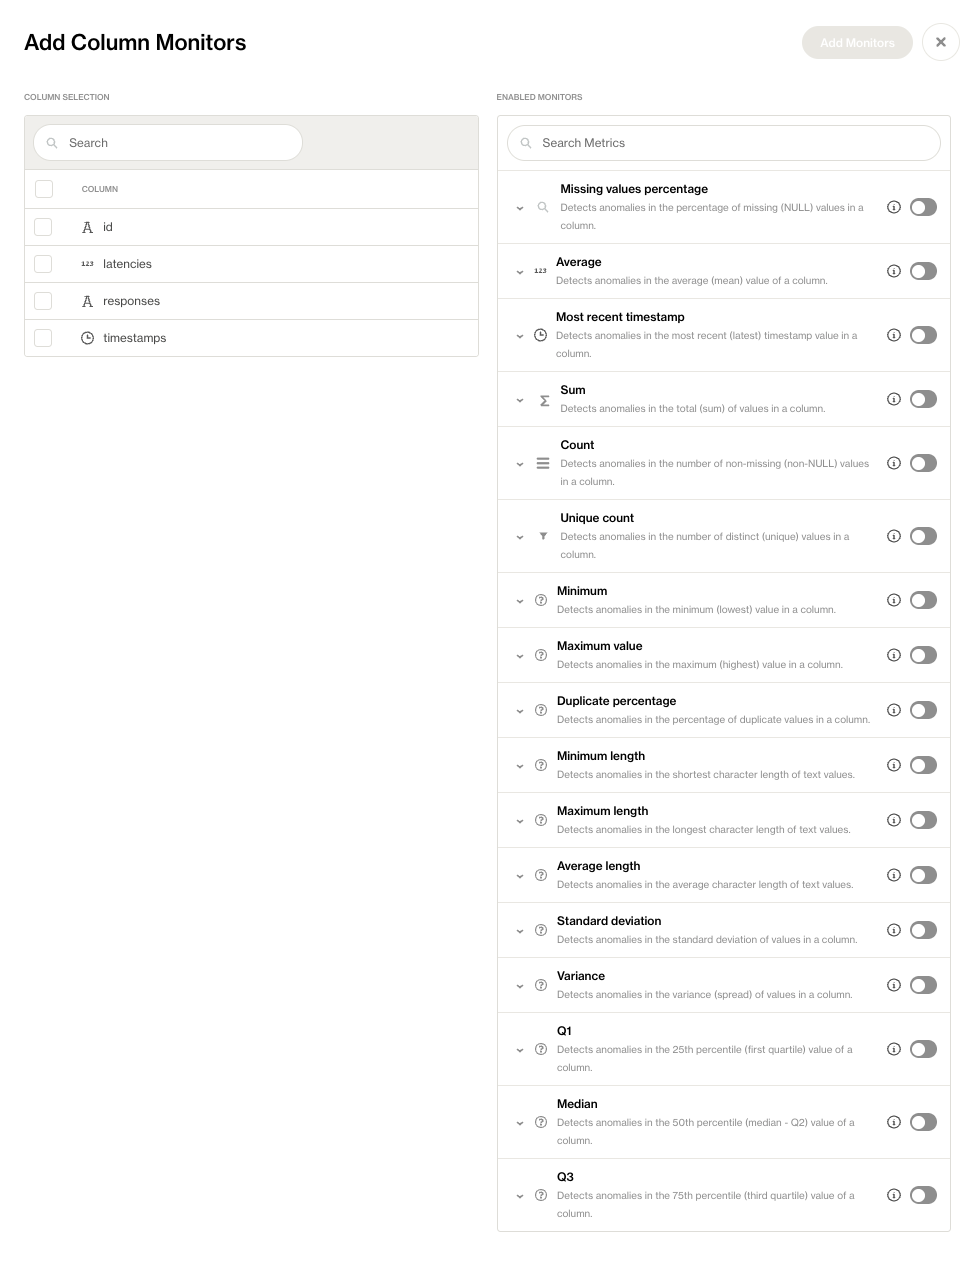 Add Column Monitors
Add Monitors
COLUMN SELECTION
Search
COLUMN
A id
123 latencies
A responses
timestamps
ENABLED MONITORS
Search Metrics
Missing values percentage
Detects anomalies in the percentage of missing (NULL) values in a
column.
123 Average
Detects anomalies in the average (mean) value of a column.
Most recent timestamp
Detects anomalies in the most recent (latest) timestamp value in a
column.
Σ Sum
Detects anomalies in the total (sum) of values in a column.
Count
Detects anomalies in the number of non-missing (non-NULL) values
in a column.
Unique count
Detects anomalies in the number of distinct (unique) values in a
column.
Minimum
Detects anomalies in the minimum (lowest) value in a column.
Maximum value
Detects anomalies in the maximum (highest) value in a column.
Duplicate percentage
Detects anomalies in the percentage of duplicate values in a column.
Minimum length
Detects anomalies in the shortest character length of text values.
Maximum length
Detects anomalies in the longest character length of text values.
Average length
Detects anomalies in the average character length of text values.
Standard deviation
Detects anomalies in the standard deviation of values in a column.
Variance
Detects anomalies in the variance (spread) of values in a column.
Q1
Detects anomalies in the 25th percentile (first quartile) value of a
column.
Median
Detects anomalies in the 50th percentile (median - Q2) value of a
column.
Q3
Detects anomalies in the 75th percentile (third quartile) value of a
column.